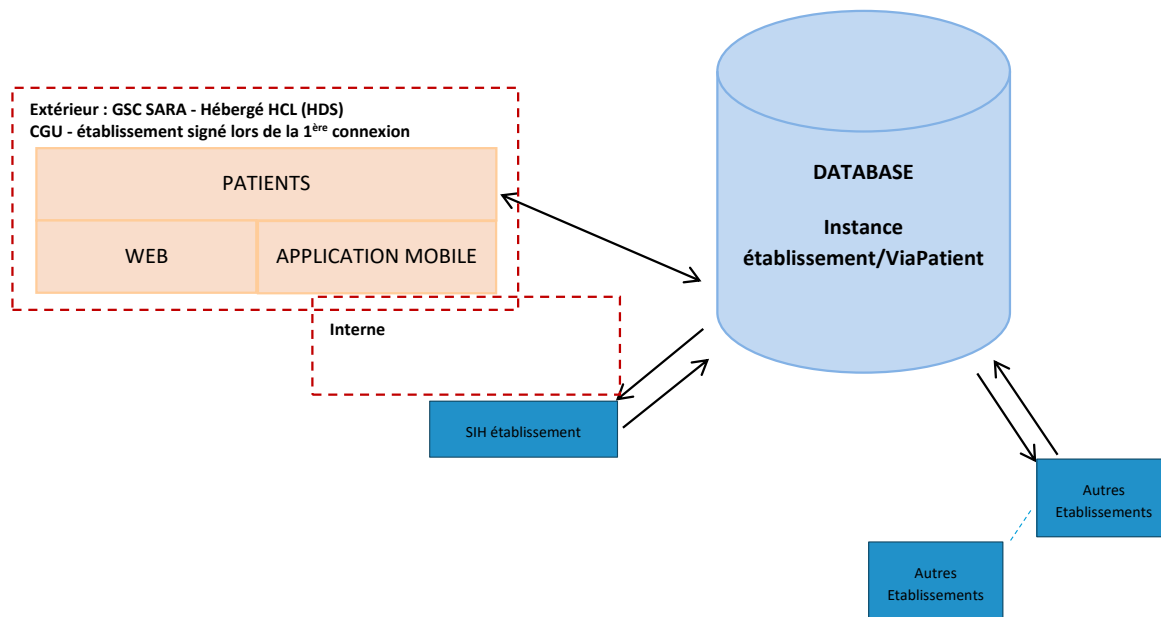 Extérieur : GSC SARA - Hébergé HCL (HDS)
CGU - établissement signé lors de la 1ère connexion
PATIENTS
WEB
APPLICATION MOBILE
Interne
DATABASE
Instance
établissement/ViaPatient
SIH établissement
Autres
Etablissements
Autres
Etablissements